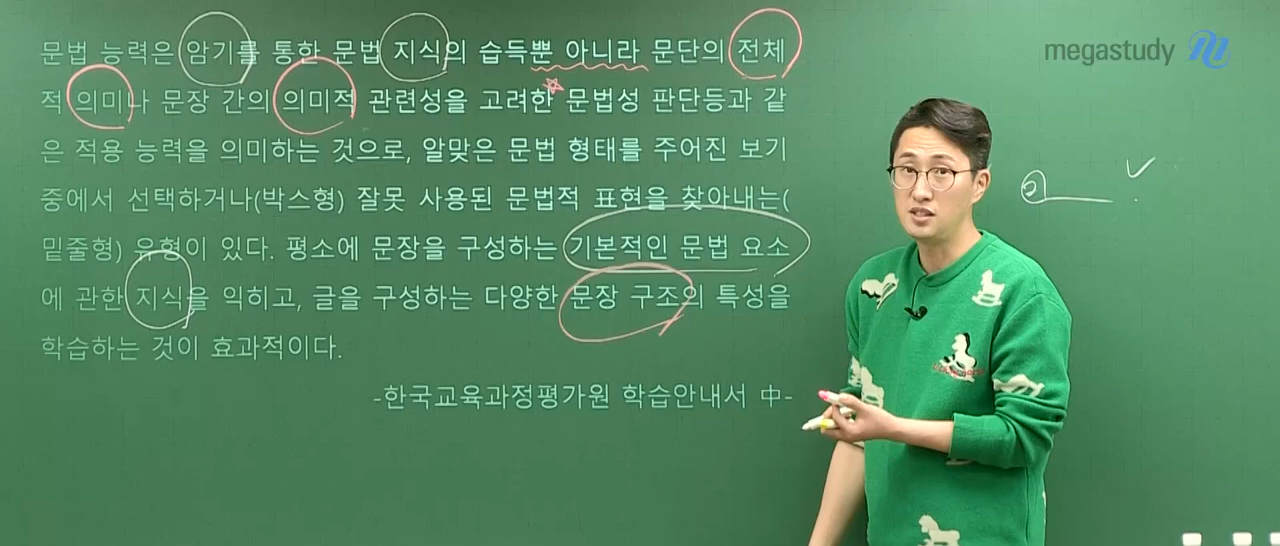 문법 능력은 암기를 통한 문법 지식의 습득뿐 아니라 문단의 전체
적 의미나 문장 간의 의미적 관련성을 고려한 문법성 판단등과 같
은 적용 능력을 의미하는 것으로, 알맞은 문법 형태를 주어진 보기
중에서 선택하거나(박스형) 잘못 사용된 문법적 표현을 찾아내는(
밑줄형) 유형이 있다. 평소에 문장을 구성하는 기본적인 문법 요소
에 관한 지식을 익히고, 글을 구성하는 다양한 문장 구조의 특성을
학습하는 것이 효과적이다.
-한국교육과정평가원 학습안내서 中-
megastudy